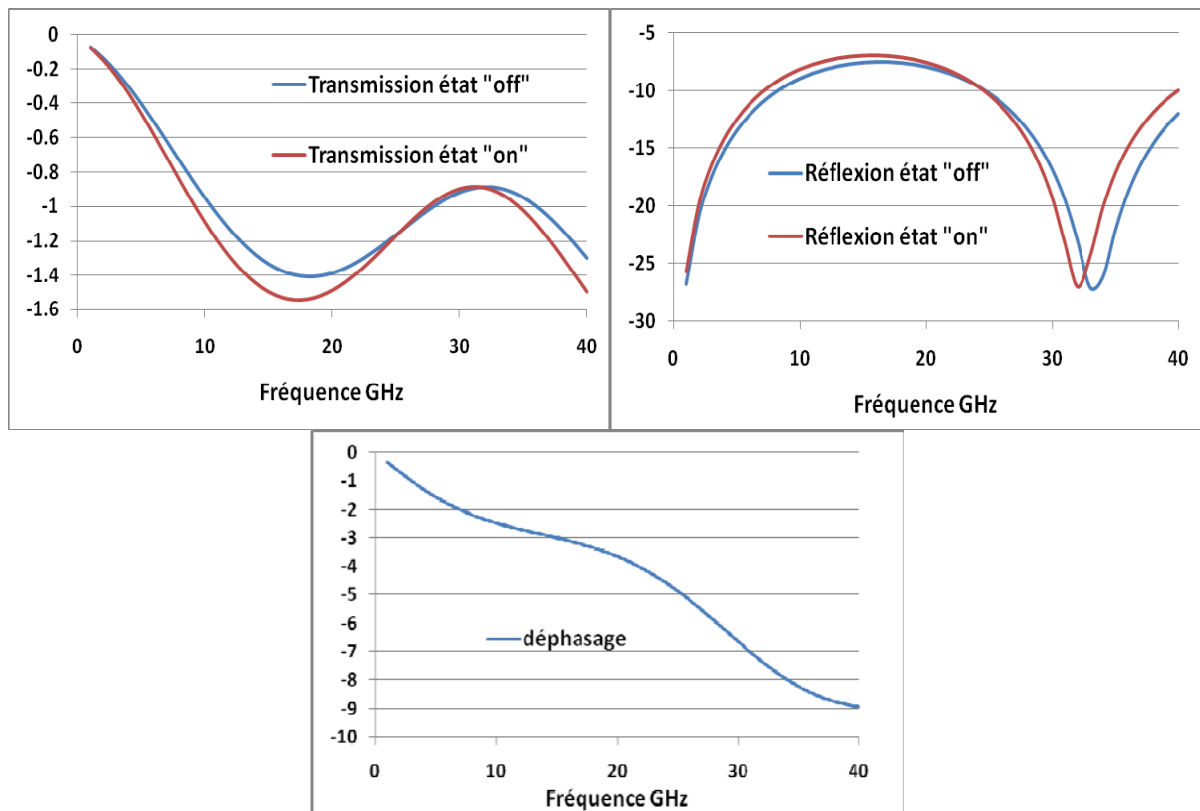 0
-0.2
-0.4
-0.6
-0.8
-1
-1.2
-1.4
-1.6
Transmission état "off"
Transmission état "on"
0 10 20 30 40
Fréquence GHz
-5
-10
-15
-20
-25
-30
Réflexion état "off"
Réflexion état "on"
0 10 20 30 40
Fréquence GHz
0
-1
-2
-3
-4
-5
-6
-7
-8
-9
-10
déphasage
0 10 20 30 40
Fréquence GHz